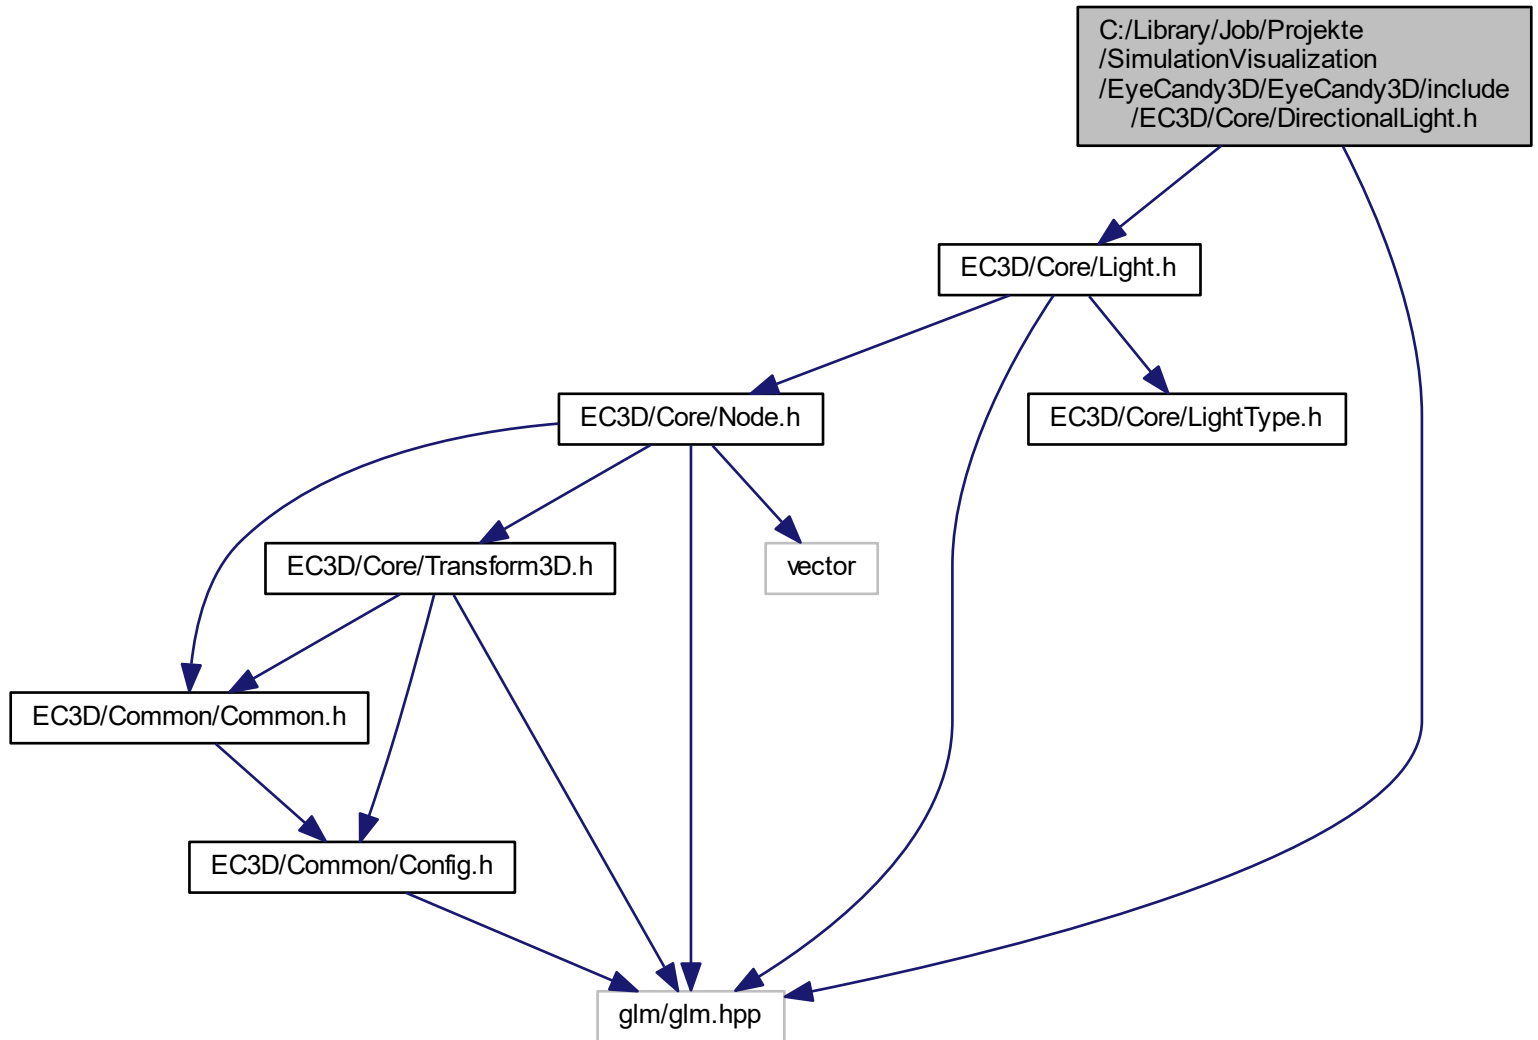 C:/Library/Job/Projekte
/SimulationVisualization
/EyeCandy3D/EyeCandy3D/include
/EC3D/Core/DirectionalLight.h
EC3D/Core/Light.h
EC3D/Core/Node.h
EC3D/Core/LightType.h
EC3D/Core/Transform3D.h
vector
EC3D/Common/Common.h
EC3D/Common/Config.h
glm/glm.hpp